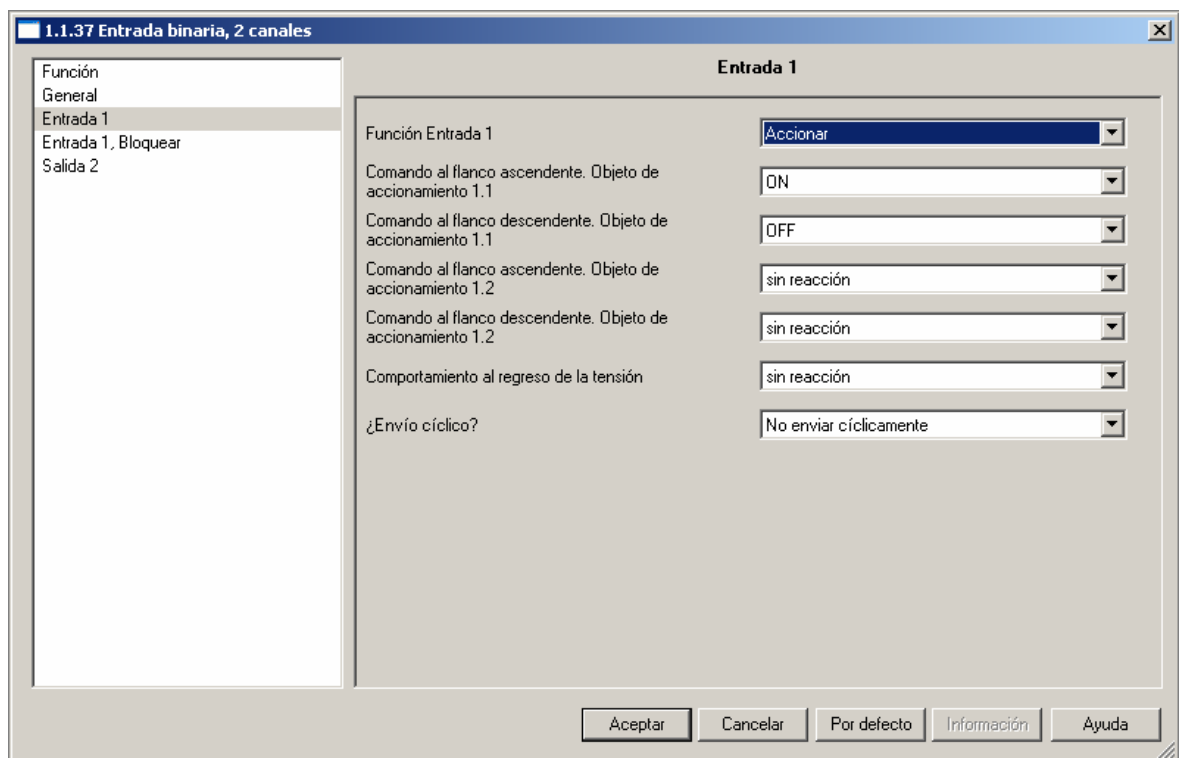 1.1.37 Entrada binaria, 2 canales
Función
General
Entrada 1
Entrada 1, Bloquear
Salida 2
Entrada 1
Función Entrada 1
Accionar
Comando al flanco ascendente. Objeto de
accionamiento 1.1
ON
Comando al flanco descendente. Objeto de
accionamiento 1.1
OFF
Comando al flanco ascendente. Objeto de
accionamiento 1.2
sin reacción
Comando al flanco descendente. Objeto de
accionamiento 1.2
sin reacción
Comportamiento al regreso de la tensión
sin reacción
¿Envío cíclico?
No enviar cíclicamente
Aceptar
Cancelar
Por defecto
Información
Ayuda